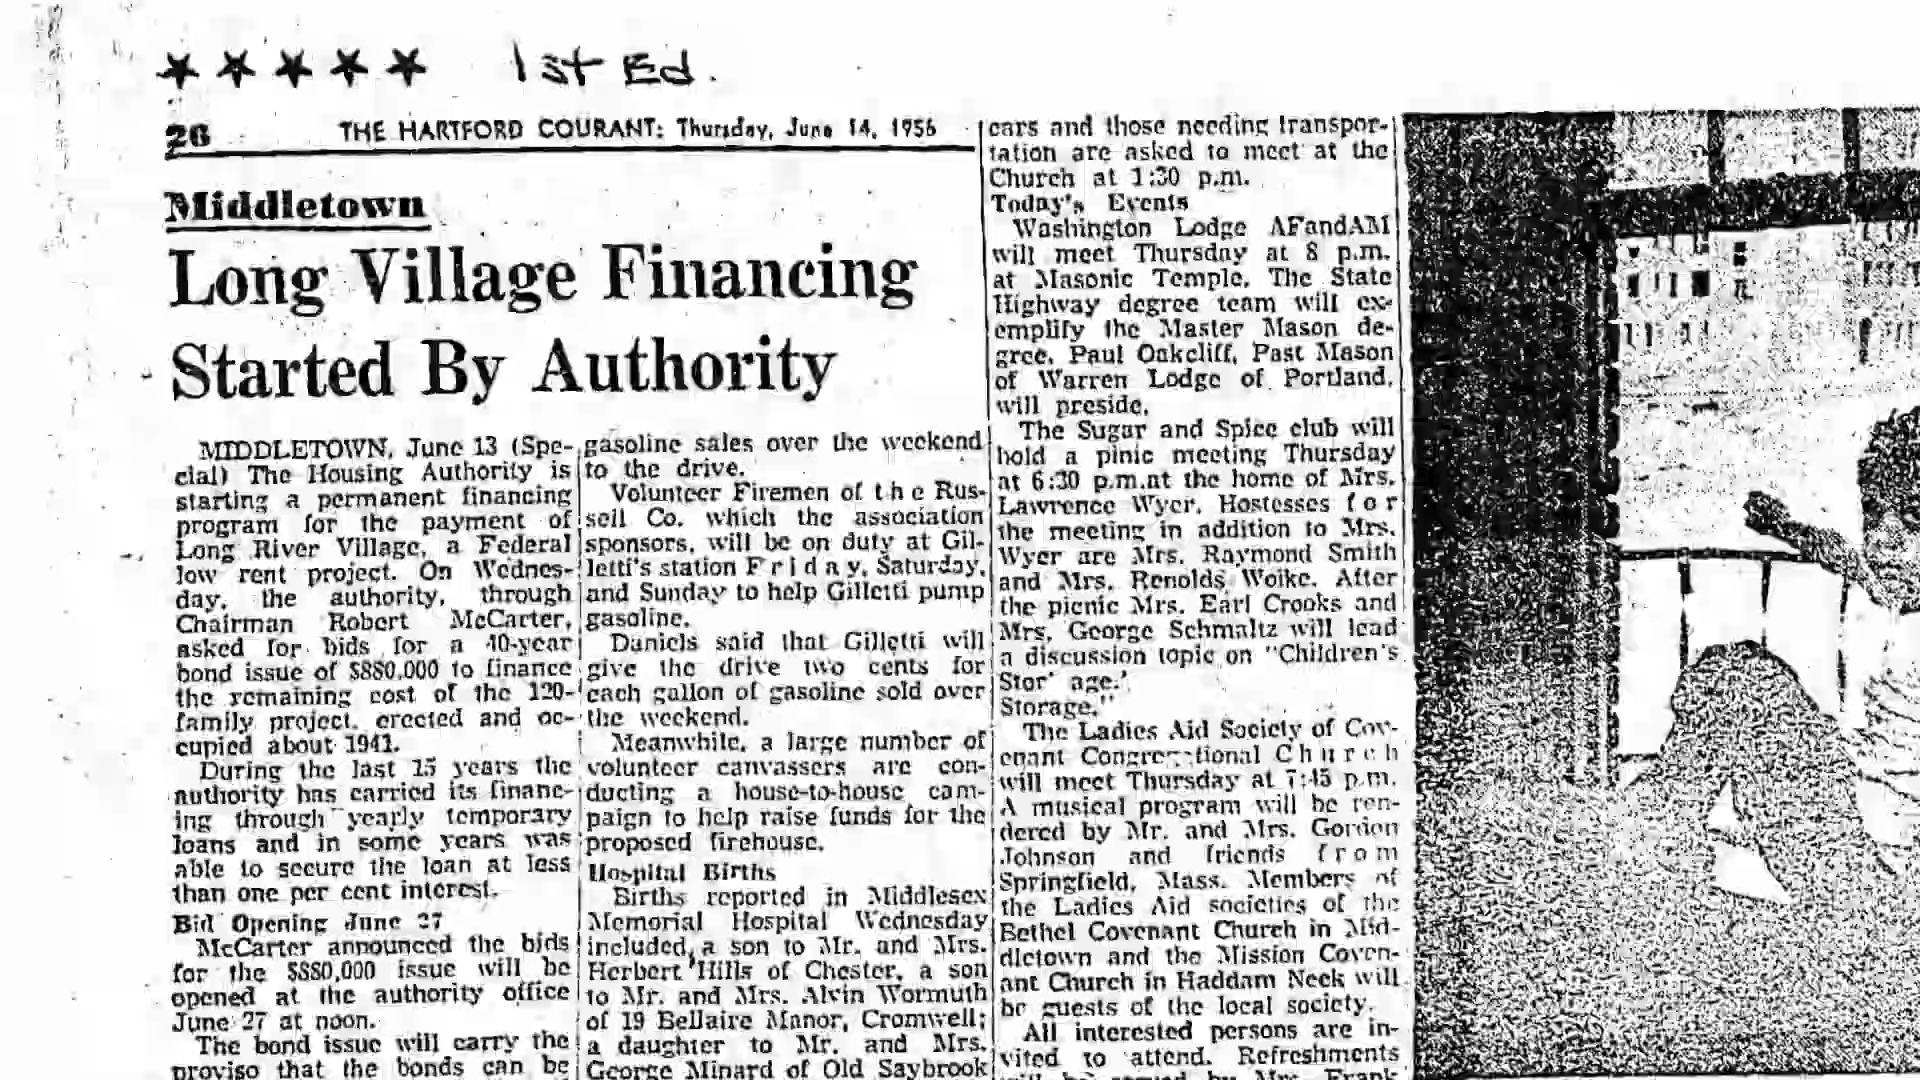 1st Ed.
26
THE HARTFORD COURANT: Thursday, June 14, 1956
Middletown
Long Village Financing
Started By Authority
MIDDLETOWN, June 13 (Spe-
cial) The Housing Authority is
starting a permanent financing
program for the payment of
Long River Village, a Federal
low rent project. On Wednes-
day, the authority, through
Chairman Robert McCarter,
asked for bids for a 40-year
bond issue of $880,000 to finance
the remaining cost of the 120-
family project, erected and oc-
cupied about 1941.
During the last 15 years the
authority has carried its financ-
ing through yearly temporary
loans and in some years was
able to secure the loan at less
than one per cent interest.
Bid Opening June 27
McCarter announced the bids
for the $880,000 issue will be
opened at the authority office
June 27 at noon.
The bond issue will carry the
proviso that the bonds can be
gasoline sales over the weekend
to the drive.
Volunteer Firemen of the Rus-
sell Co. which the association
sponsors, will be on duty at Gil-
letti's station Friday, Saturday,
and Sunday to help Gilletti pump
gasoline.
Daniels said that Gilletti will
give the drive two cents for
each gallon of gasoline sold over
the weekend.
Meanwhile, a large number of
volunteer canvassers are con-
ducting a house-to-house cam-
paign to help raise funds for the
proposed firehouse.
Hospital Births
Births reported in Middlesex
Memorial Hospital Wednesday
included, a son to Mr. and Mrs.
Herbert Hills of Chester, a son
to Mr. and Mrs. Alvin Wormuth
of 19 Bellaire Manor, Cromwell;
a daughter to Mr. and Mrs.
George Minard of Old Saybrook
cars and those needing transpor-
tation are asked to meet at the
Church at 1:30 p.m.
Today's Events
Washington Lodge AFandAM
will meet Thursday at 8 p.m.
at Masonic Temple. The State
Highway degree team will ex-
emplify the Master Mason de-
gree. Paul Oakcliff, Past Mason
of Warren Lodge of Portland,
will preside.
The Sugar and Spice club will
hold a pinic meeting Thursday
at 6:30 p.m.at the home of Mrs.
Lawrence Wyer. Hostesses for
the meeting in addition to Mrs.
Wyer are Mrs. Raymond Smith
and Mrs. Renolds Woike. After
the picnic Mrs. Earl Crooks and
Mrs. George Schmaltz will lead
a discussion topic on "Children's
Stor' age.'
Storage."
The Ladies Aid Society of Cov-
enant Congregational Church
will meet Thursday at 7:45 p.m.
A musical program will be ren-
dered by Mr. and Mrs. Gordon
Johnson and friends from
Springfield, Mass. Members of
the Ladies Aid societies of the
Bethel Covenant Church in Mid-
dletown and the Mission Coven-
ant Church in Haddam Neck will
be guests of the local society.
All interested persons are in-
vited to attend. Refreshments
will be served by Mrs. Frank